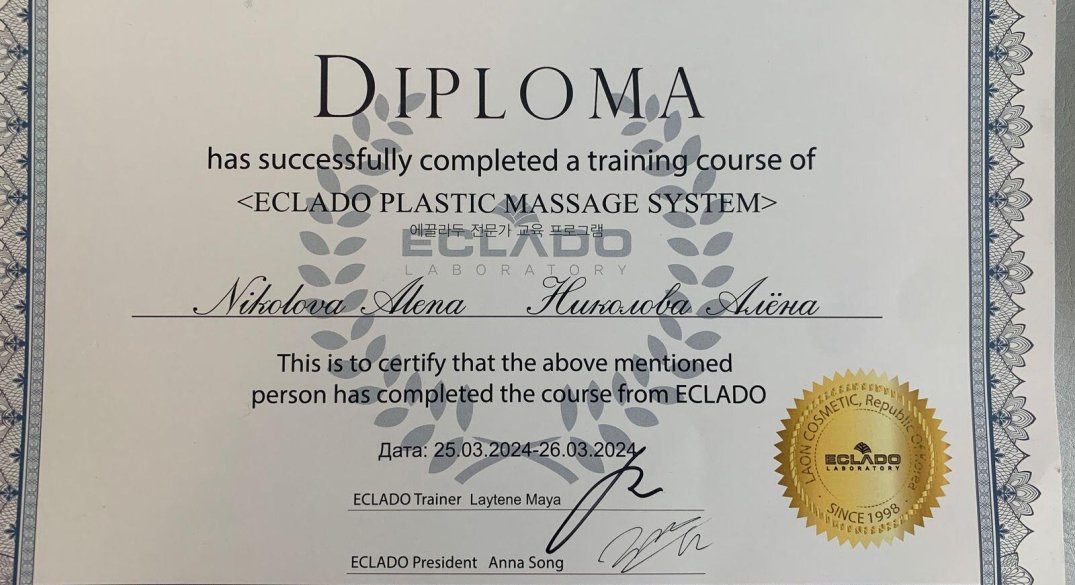 DIPLOMA
has successfully completed a training course of
<ECLADO PLASTIC MASSAGE SYSTEM>
에끌라두 전문가 교육 프로그램
ECLADO
LABORATORY
Nikolova Alena Николова Алёна
This is to certify that the above mentioned
person has completed the course from ECLADO
Дата: 25.03.2024-26.03.2024
ECLADO Trainer Laytene Maya
ECLADO President Anna Song
LAON COSMETIC, Republic Of Korea
ECLADO
LABORATORY
SINCE 1998